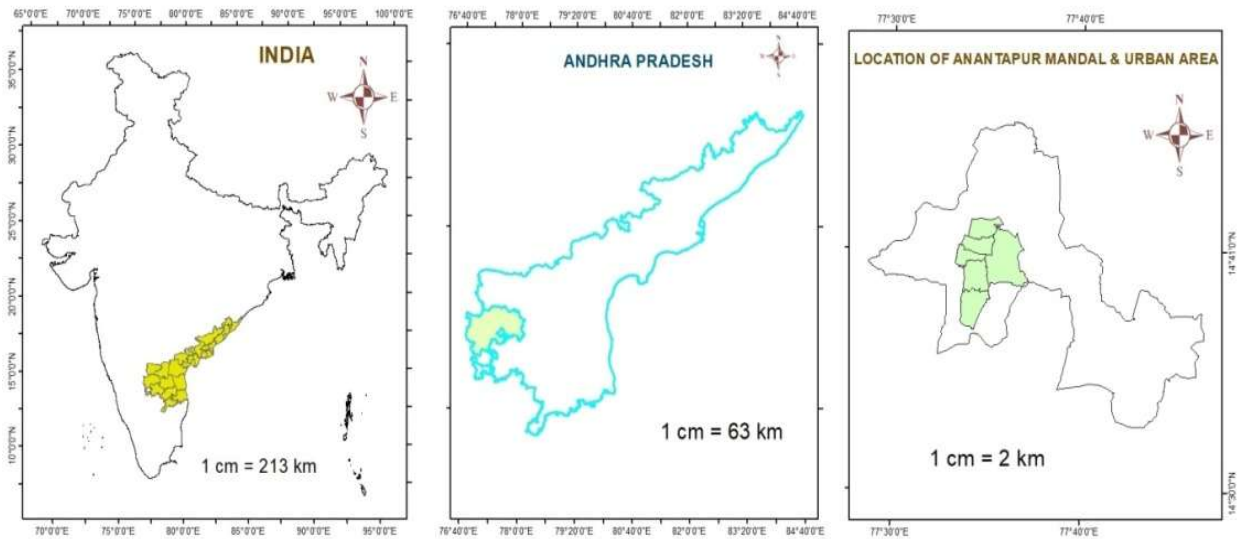 65°0'0"E 70°0'0"E 75°0'0"E 80°0'0"E 85°0'0"E 90°0'0"E 95°0'0"E 100°0'0"E
INDIA
N
W E
S
35°0'0"N
30°0'0"N
25°0'0"N
20°0'0"N
15°0'0"N
10°0'0"N
1 cm = 213 km
70°0'0"E 75°0'0"E 80°0'0"E 85°0'0"E 90°0'0"E 95°0'0"E
76°40'0"E 78°0'0"E 79°20'0"E 80°40'0"E 82°0'0"E 83°20'0"E 84°40'0"E
ANDHRA PRADESH
N
W E
S
1 cm = 63 km
76°40'0"E 78°0'0"E 79°20'0"E 80°40'0"E 82°0'0"E 83°20'0"E 84°40'0"E
77°30'0"E 77°40'0"E
LOCATION OF ANANTAPUR MANDAL & URBAN AREA
N
W E
S
14°41'0"N
1 cm = 2 km
14°30'0"N
77°30'0"E 77°40'0"E